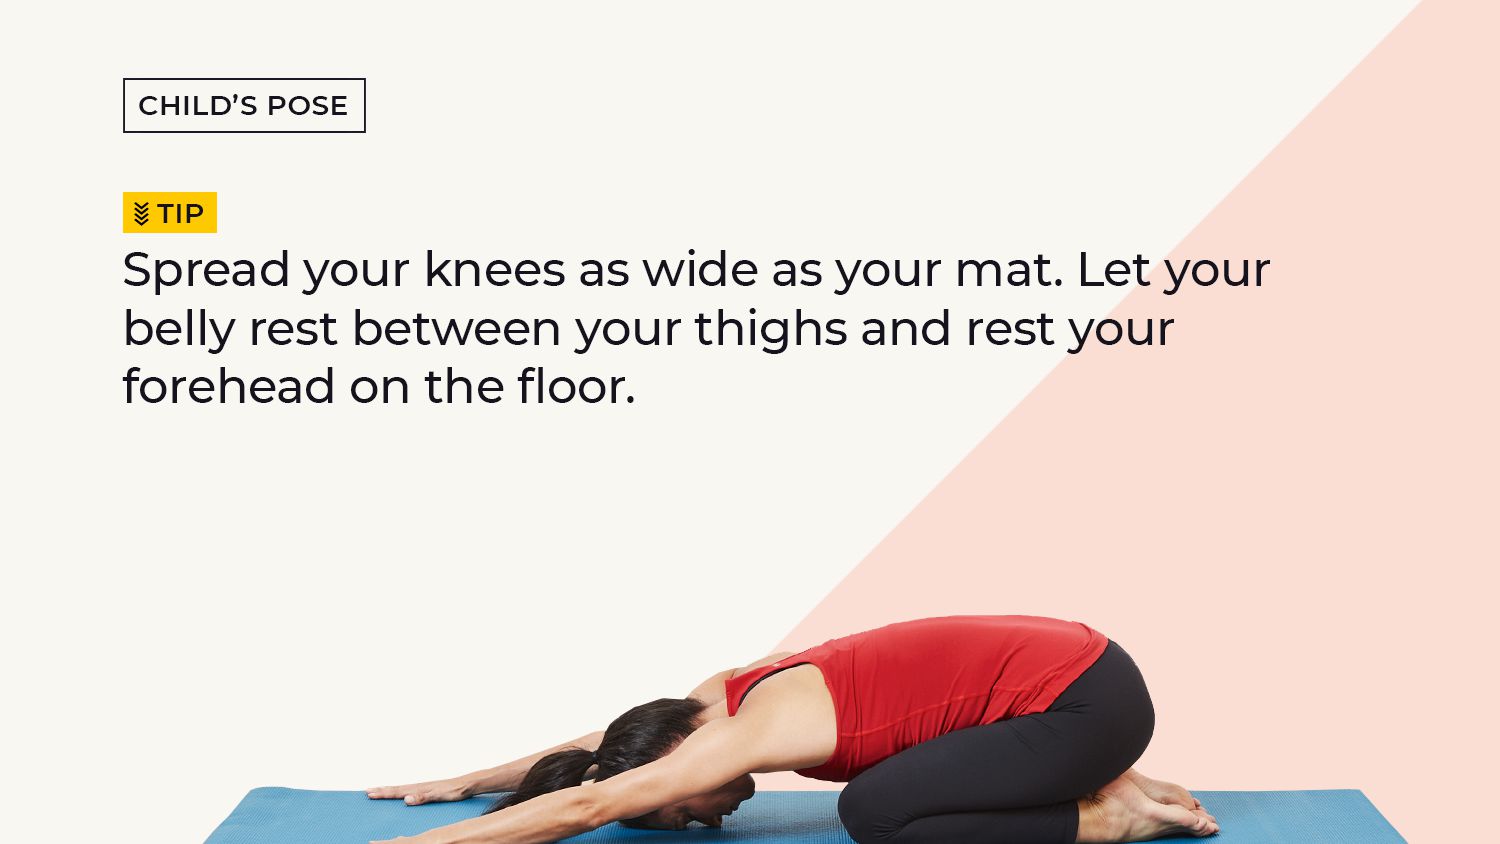 CHILD’S POSE
TIP
Spread your knees as wide as your mat. Let your
belly rest between your thighs and rest your
forehead on the floor.